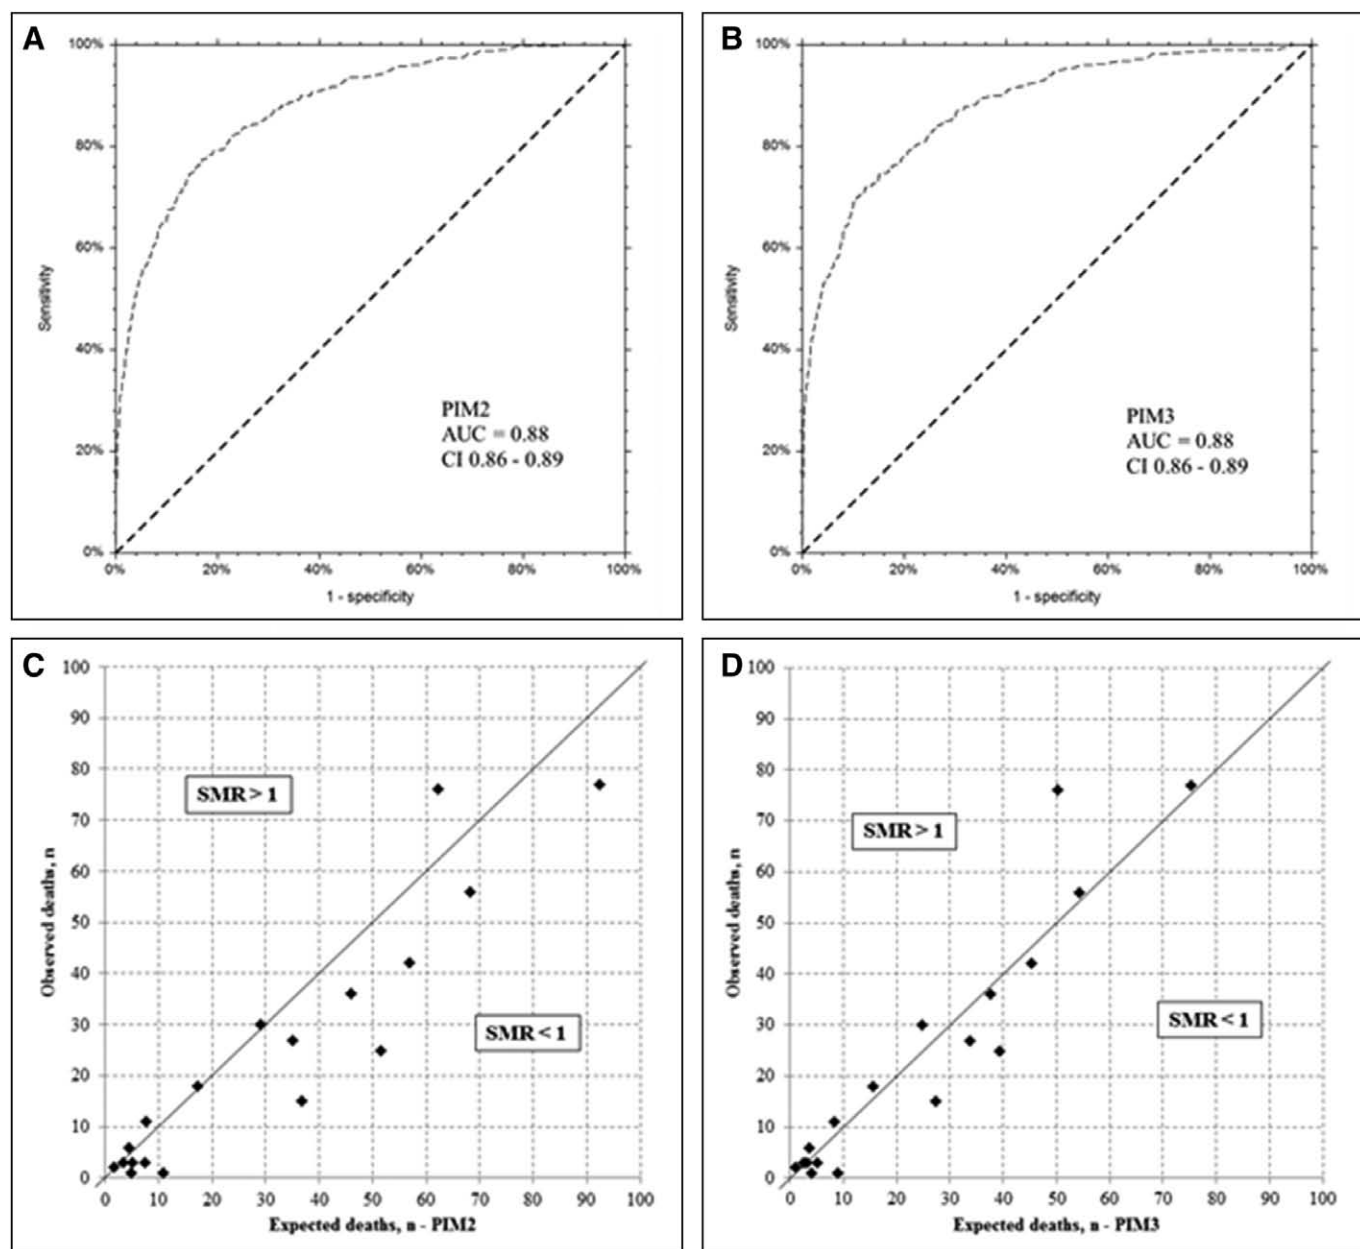 A
100%
80%
60%
40%
20%
0%
Sensitivity
PIM2
AUC = 0.88
CI 0.86 - 0.89
0% 20% 40% 60% 80% 100%
1 - specificity
B
100%
80%
60%
40%
20%
0%
Sensitivity
PIM3
AUC = 0.88
CI 0.86 - 0.89
0% 20% 40% 60% 80% 100%
1 - specificity
C
100
90
80
70
60
50
40
30
20
10
0
Observed deaths, n
SMR > 1
SMR < 1
0 10 20 30 40 50 60 70 80 90 100
Expected deaths, n - PIM2
D
100
90
80
70
60
50
40
30
20
10
0
Observed deaths, n
SMR > 1
SMR < 1
0 10 20 30 40 50 60 70 80 90 100
Expected deaths, n - PIM3